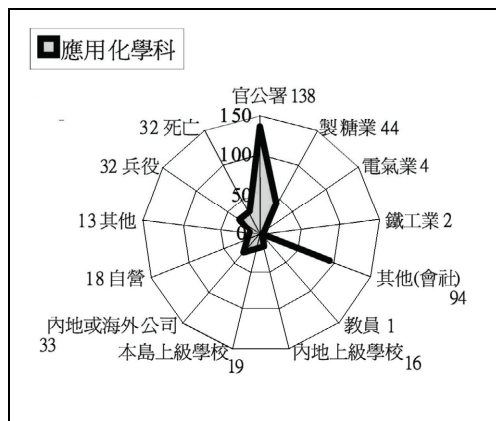 應用化學科
官公署 138
製糖業 44
電氣業 4
鐵工業 2
其他(會社)
94
教員 1
內地上級學校 16
本島上級學校 19
內地或海外公司
33
18 自營
13 其他
32 兵役
32 死亡
150
100
50
0